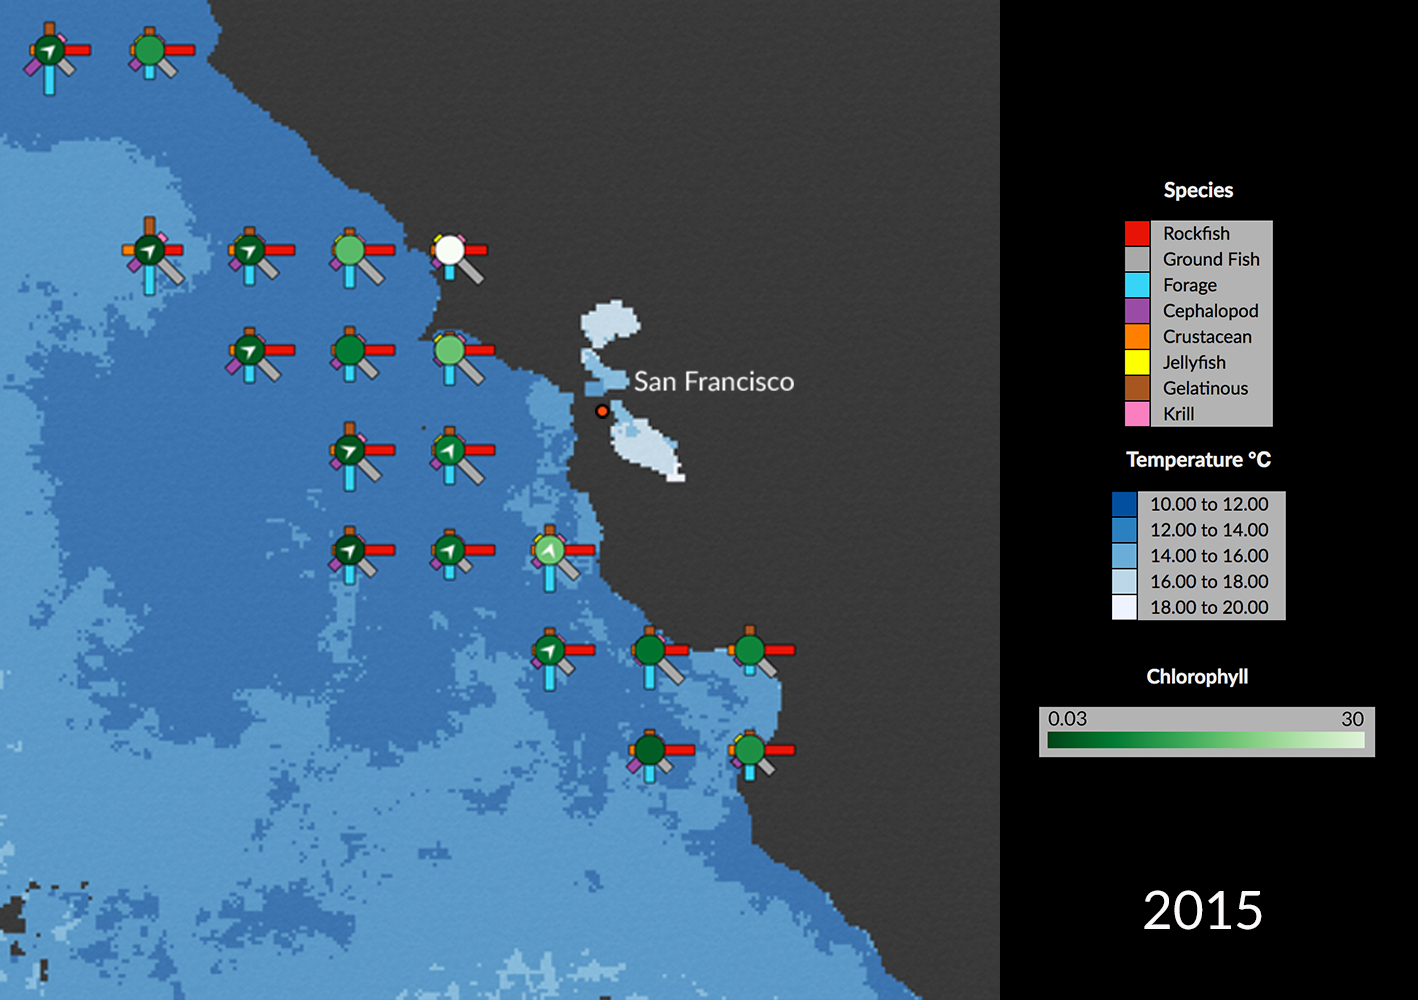 San Francisco
Species
Rockfish
Ground Fish
Forage
Cephalopod
Crustacean
Jellyfish
Gelatinous
Krill
Temperature °C
10.00 to 12.00
12.00 to 14.00
14.00 to 16.00
16.00 to 18.00
18.00 to 20.00
Chlorophyll
0.03 30
2015